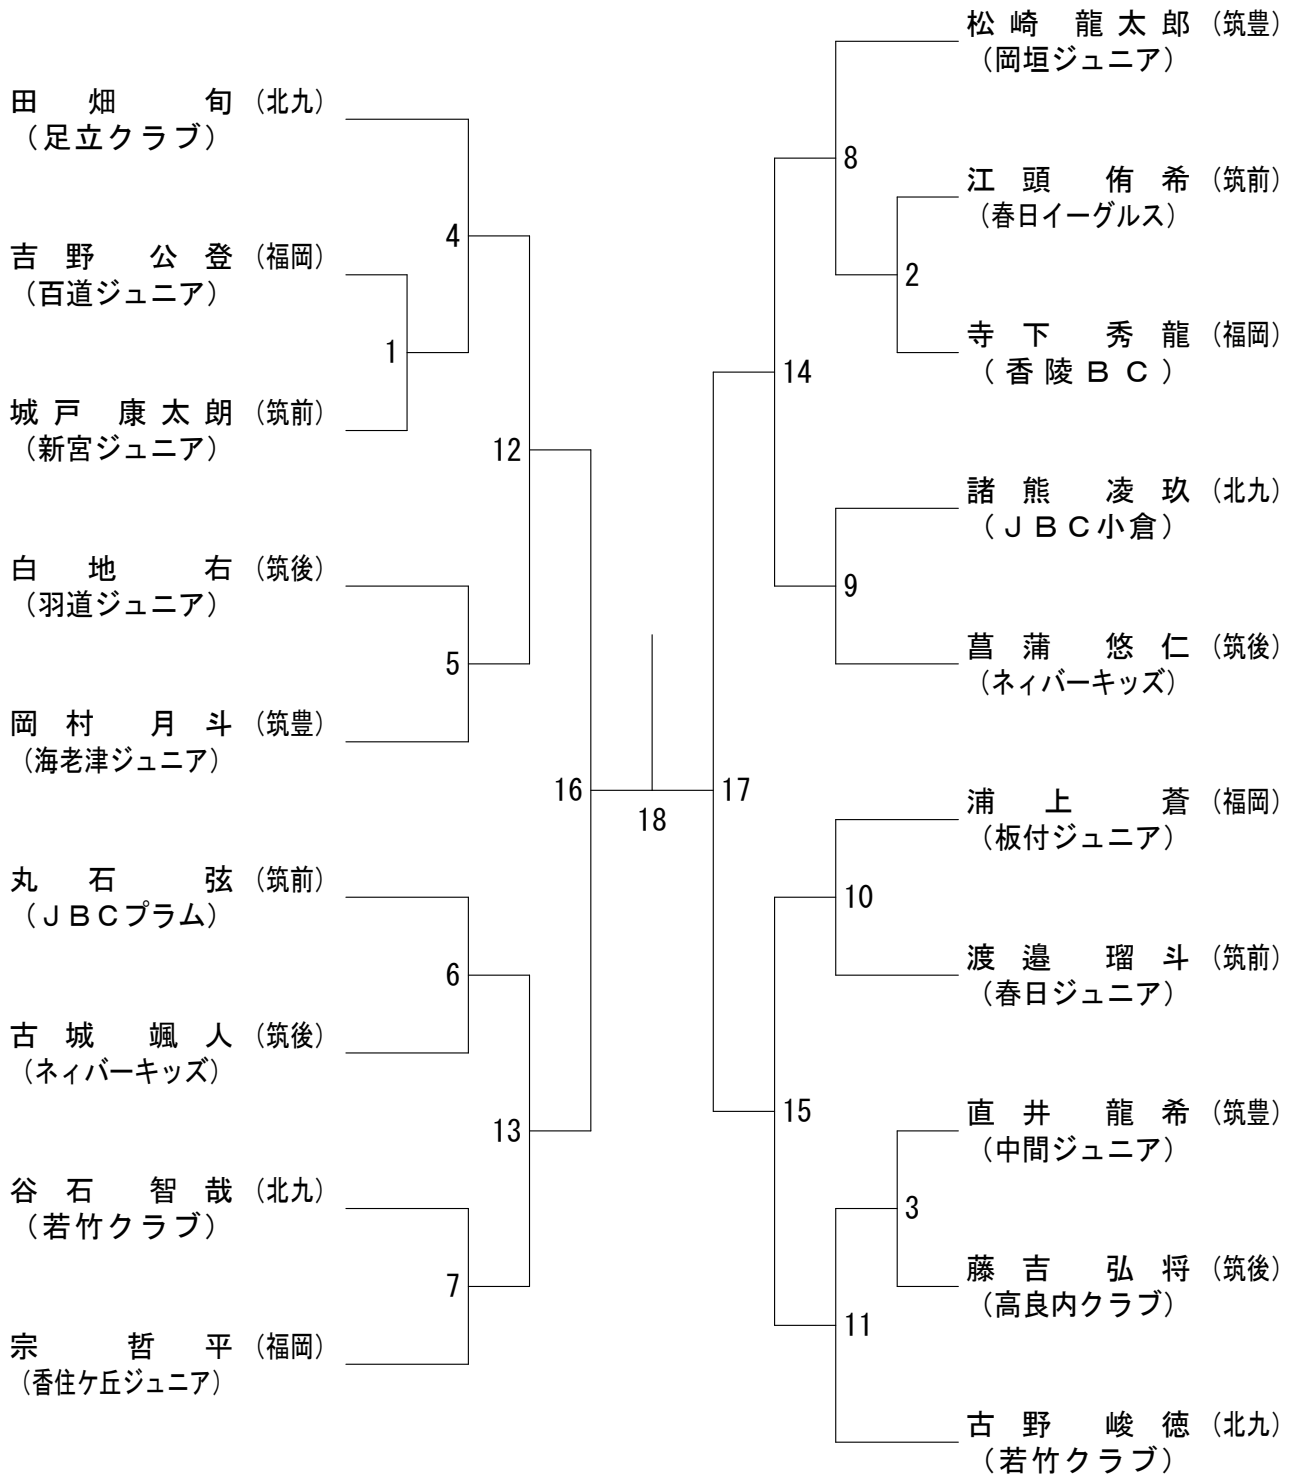 田畑 旬 (北九)
(足立クラブ)
吉野 公登 (福岡)
(百道ジュニア)
城戸 康太朗 (筑前)
(新宮ジュニア)
白地 右 (筑後)
(羽道ジュニア)
岡村 月斗 (筑豊)
(海老津ジュニア)
丸石 弦 (筑前)
(ＪＢＣプラム)
古城 颯人 (筑後)
(ネィバーキッズ)
谷石 智哉 (北九)
(若竹クラブ)
宗 哲平 (福岡)
(香住ケ丘ジュニア)
1
4
5
6
7
12
13
16
18
17
14
15
8
9
10
11
2
3
松崎 龍太郎 (筑豊)
(岡垣ジュニア)
江頭 侑希 (筑前)
(春日イーグルス)
寺下 秀龍 (福岡)
(香陵ＢＣ)
諸熊 凌玖 (北九)
(ＪＢＣ小倉)
菖蒲 悠仁 (筑後)
(ネィバーキッズ)
浦上 蒼 (福岡)
(板付ジュニア)
渡邉 瑠斗 (筑前)
(春日ジュニア)
直井 龍希 (筑豊)
(中間ジュニア)
藤吉 弘将 (筑後)
(高良内クラブ)
古野 峻徳 (北九)
(若竹クラブ)